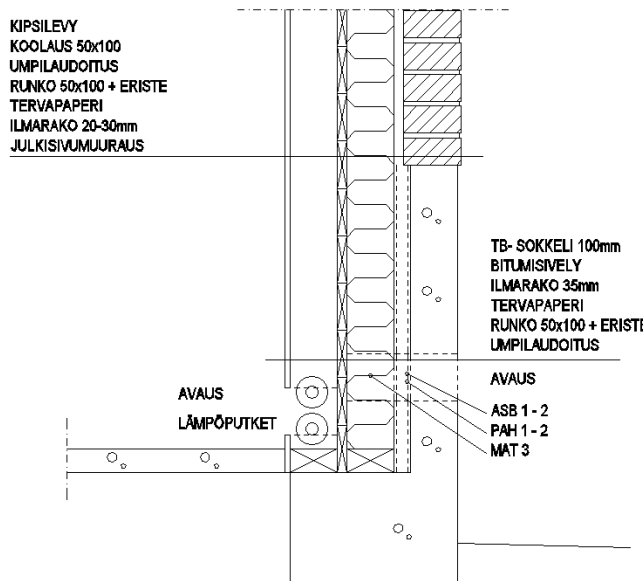 KIPSILEVY
KOOLAUS 50x100
UMPILAUDOITUS
RUNKO 50x100 + ERISTE
TERVAPAPERI
ILMARAKO 20-30mm
JULKISIVUMUURAUS
TB- SOKKELI 100mm
BITUMISIVELY
ILMARAKO 35mm
TERVAPAPERI
RUNKO 50x100 + ERISTE
UMPILAUDOITUS
AVAUS
LÄMPÖPUTKET
AVAUS
ASB 1 - 2
PAH 1 - 2
MAT 3